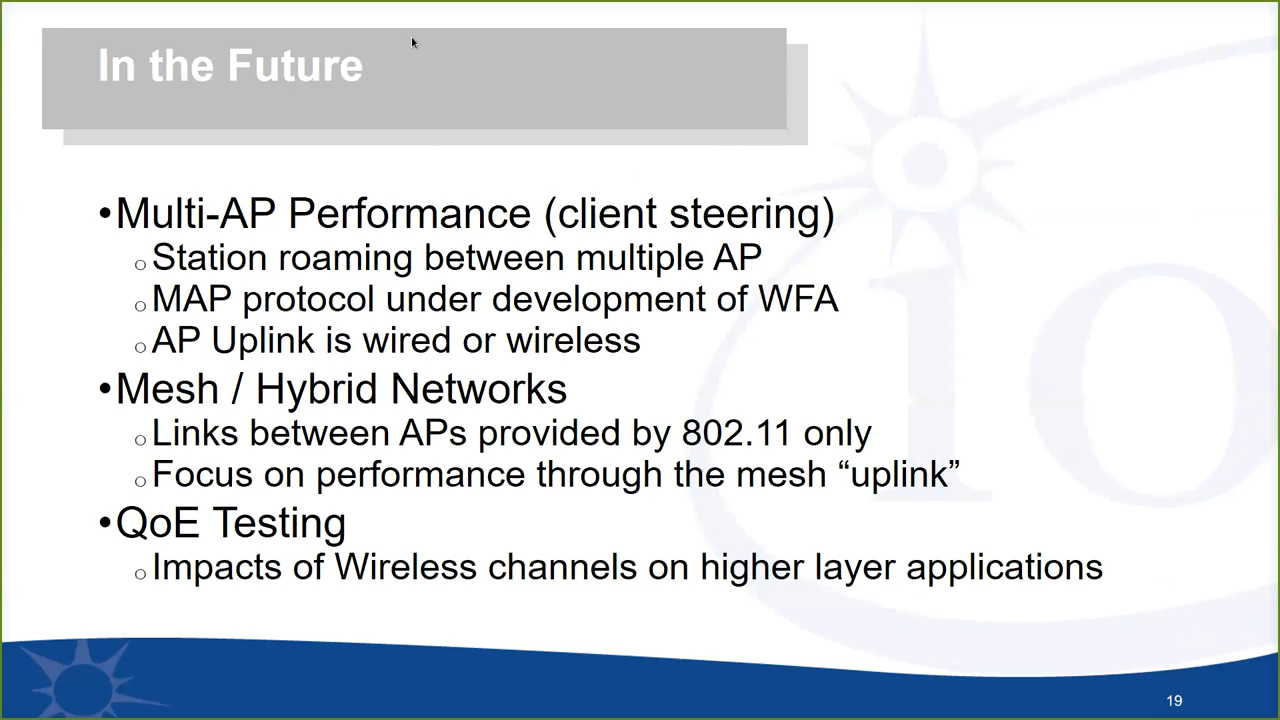 In the Future
•Multi-AP Performance (client steering)
○Station roaming between multiple AP
○MAP protocol under development of WFA
○AP Uplink is wired or wireless
•Mesh / Hybrid Networks
○Links between APs provided by 802.11 only
○Focus on performance through the mesh “uplink”
•QoE Testing
○Impacts of Wireless channels on higher layer applications
io
19